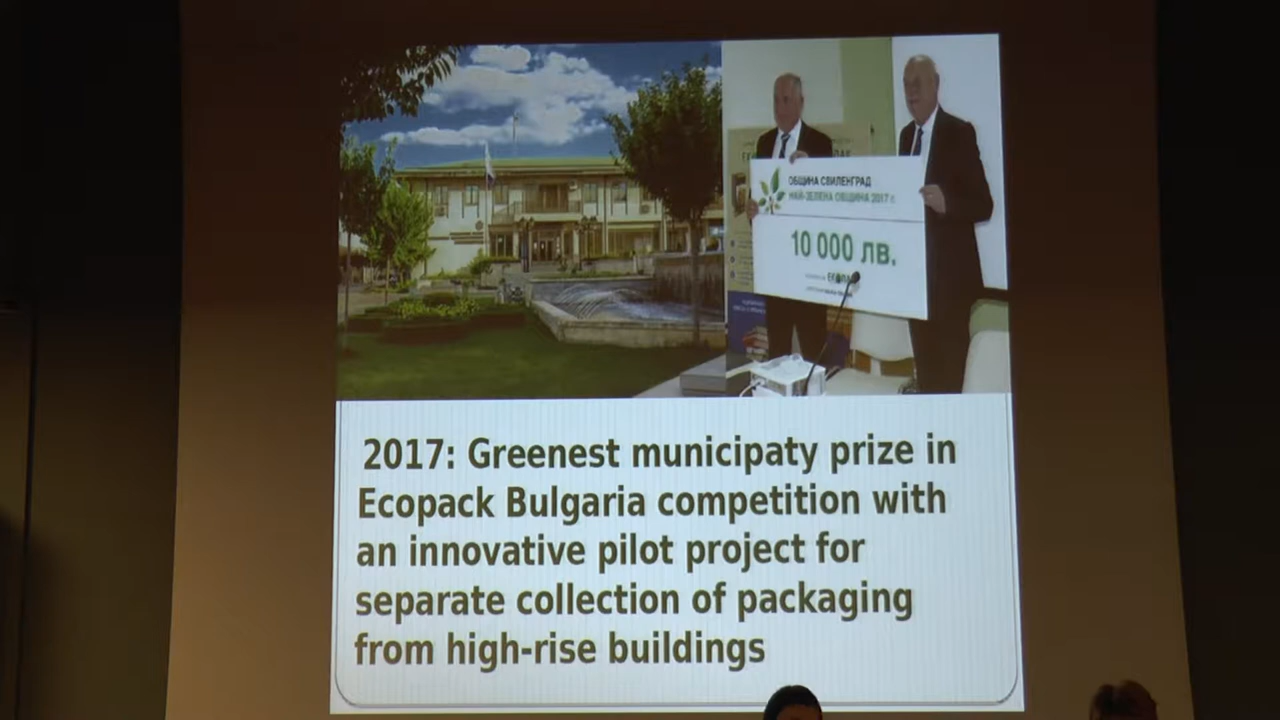 ОБЩИНА СВИЛЕНГРАД
НАЙ-ЗЕЛЕНА ОБЩИНА 2017 г.
10 000 лв.
2017: Greenest municipaty prize in
Ecopack Bulgaria competition with
an innovative pilot project for
separate collection of packaging
from high-rise buildings